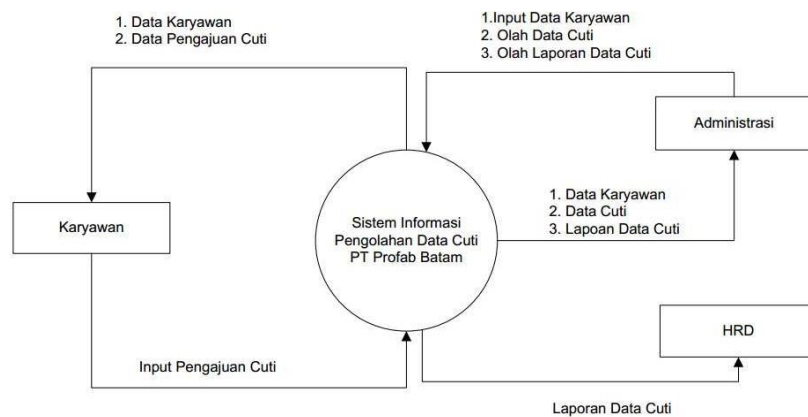 1. Data Karyawan
2. Data Pengajuan Cuti
1.Input Data Karyawan
2. Olah Data Cuti
3. Olah Laporan Data Cuti
Administrasi
Karyawan
Sistem Informasi
Pengolahan Data Cuti
PT Profab Batam
1. Data Karyawan
2. Data Cuti
3. Lapoan Data Cuti
HRD
Input Pengajuan Cuti
Laporan Data Cuti